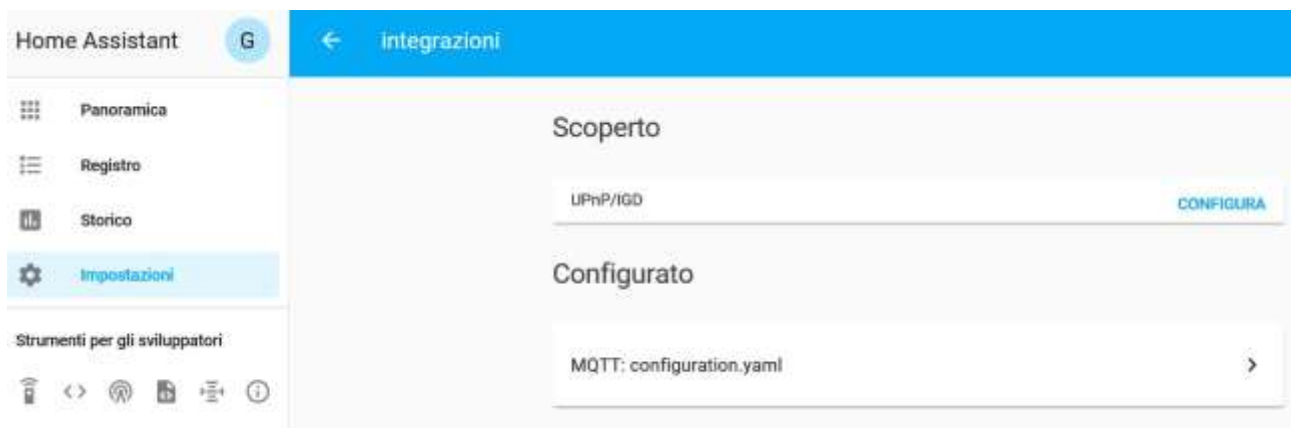 Home Assistant
G
integrazioni
Panoramica
Registro
Storico
Impostazioni
Strumenti per gli sviluppatori
Scoperto
UPnP/IGD
CONFIGURA
Configurato
MQTT: configuration.yaml